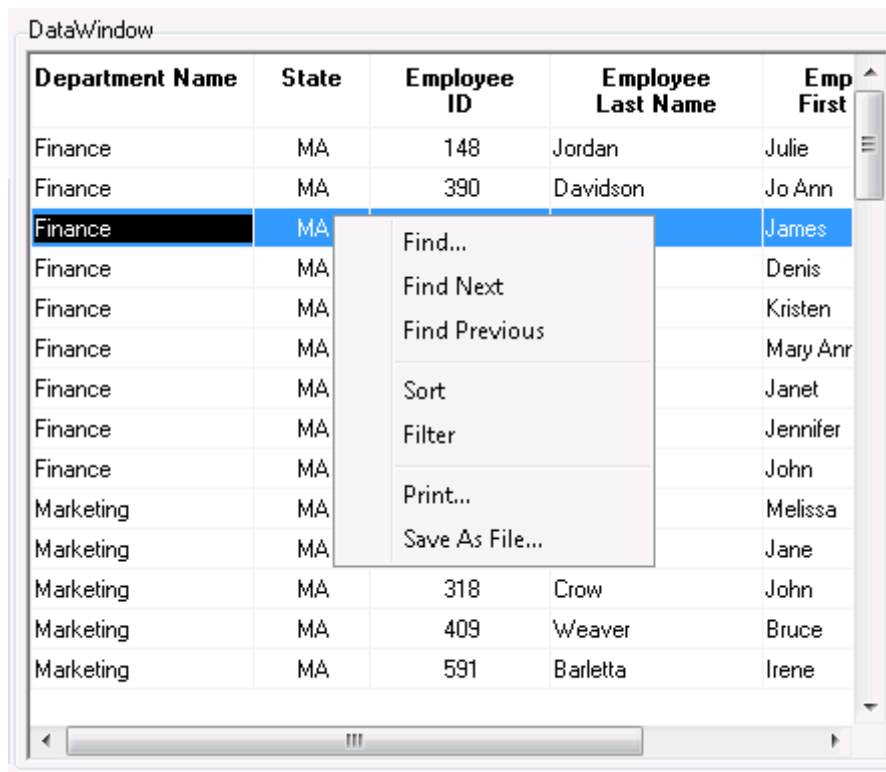 DataWindow
Department Name State Employee ID Employee Last Name Emp First
Finance MA 148 Jordan Julie
Finance MA 390 Davidson Jo Ann
Finance MA James
Finance MA Denis
Finance MA Kristen
Finance MA Mary Ann
Finance MA Janet
Finance MA Jennifer
Finance MA John
Marketing MA Melissa
Marketing MA Jane
Marketing MA 318 Crow John
Marketing MA 409 Weaver Bruce
Marketing MA 591 Barletta Irene
Find...
Find Next
Find Previous
Sort
Filter
Print...
Save As File...